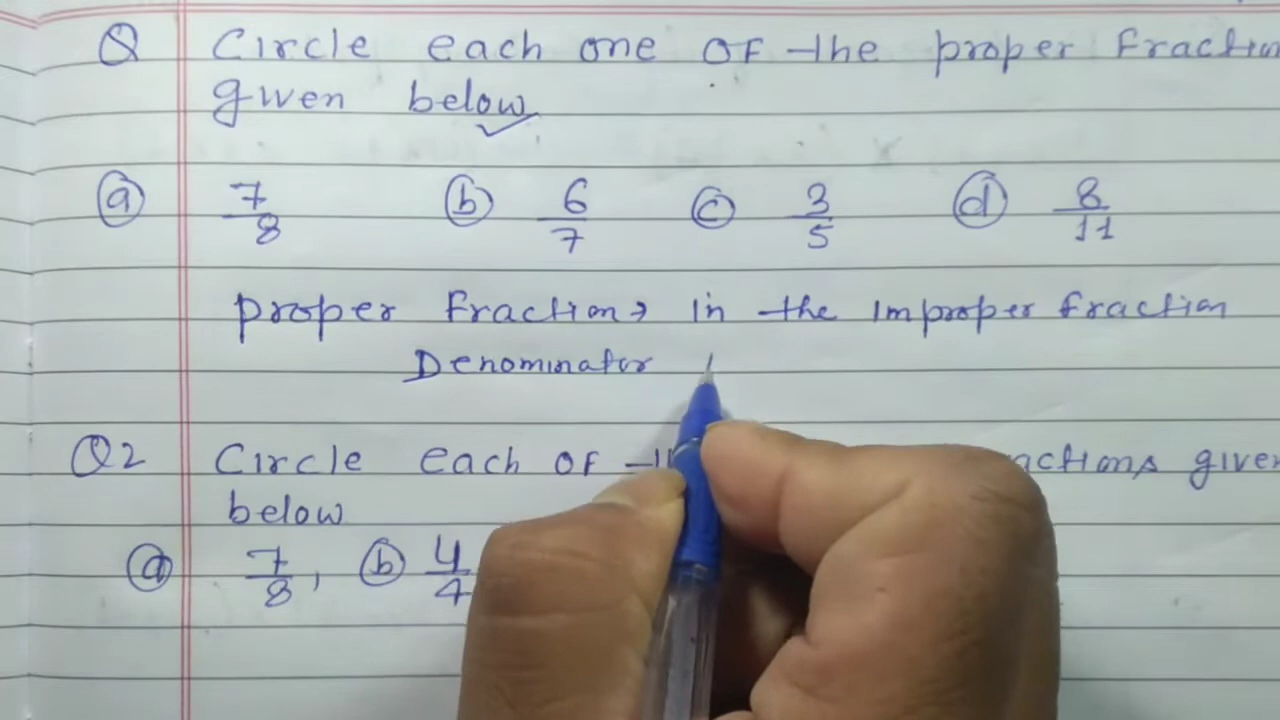 Q Circle each one of the proper Fraction
given below
(a) 7/8 (b) 6/7 (c) 3/5 (d) 8/11
Proper Fraction → in the Improper fraction
Denominator
Q2 Circle each of given
below
(a) 7/8, (b) 4/4